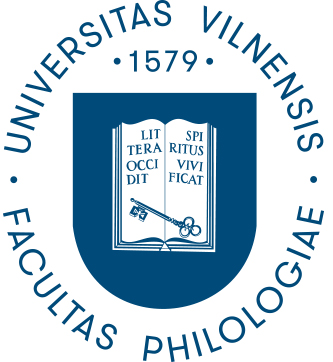 UNIVERSITAS VILNENSIS
• 1579 •
LIT
TERA
OCCI
DIT
SPI
RITUS
VIVI
FICAT
• FACULTAS PHILOLOGIAE •